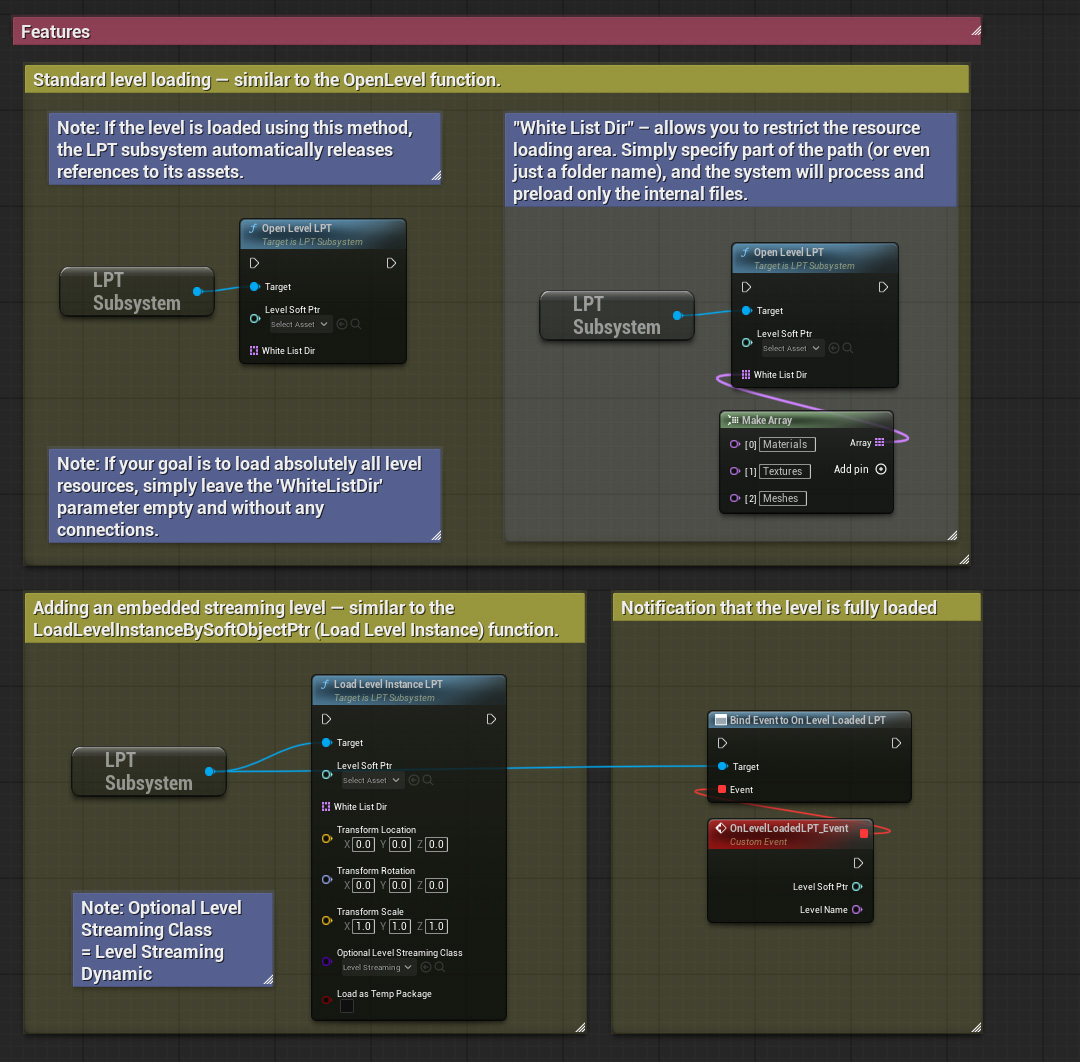 Features
Standard level loading — similar to the OpenLevel function.
Note: If the level is loaded using this method,
the LPT subsystem automatically releases
references to its assets.
Open Level LPT
Target is LPT Subsystem
LPT
Subsystem
Target
Level Soft Ptr
Select Asset
White List Dir
Note: If your goal is to load absolutely all level
resources, simply leave the 'WhiteListDir'
parameter empty and without any
connections.
"White List Dir" – allows you to restrict the resource
loading area. Simply specify part of the path (or even
just a folder name), and the system will process and
preload only the internal files.
Open Level LPT
Target is LPT Subsystem
LPT
Subsystem
Target
Level Soft Ptr
Select Asset
White List Dir
Make Array
[0] Materials Array
[1] Textures Add pin
[2] Meshes
Adding an embedded streaming level — similar to the
LoadLevelInstanceBySoftObjectPtr (Load Level Instance) function.
Load Level Instance LPT
Target is LPT Subsystem
LPT
Subsystem
Target
Level Soft Ptr
Select Asset
White List Dir
Transform Location
X 0.0 Y 0.0 Z 0.0
Transform Rotation
X 0.0 Y 0.0 Z 0.0
Transform Scale
X 1.0 Y 1.0 Z 1.0
Optional Level Streaming Class
Level Streaming
Load as Temp Package
Note: Optional Level
Streaming Class
= Level Streaming
Dynamic
Notification that the level is fully loaded
Bind Event to On Level Loaded LPT
Target
Event
OnLevelLoadedLPT_Event
Custom Event
Level Soft Ptr
Level Name